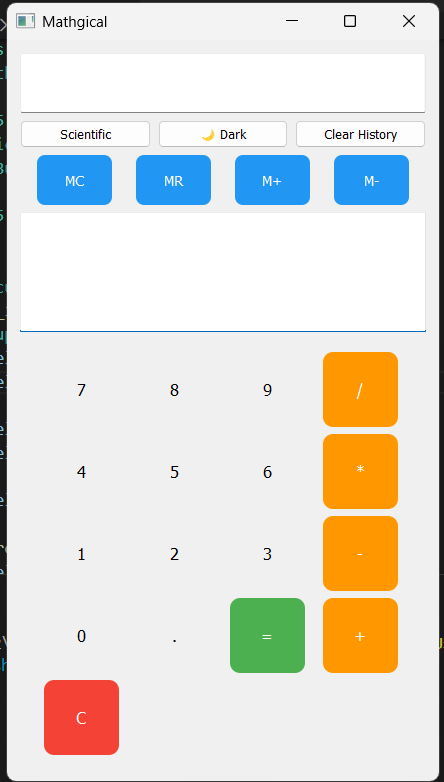 Mathgical
Scientific 🌙 Dark Clear History
MC MR M+ M-
7 8 9 /
4 5 6 *
1 2 3 -
0 . = +
C